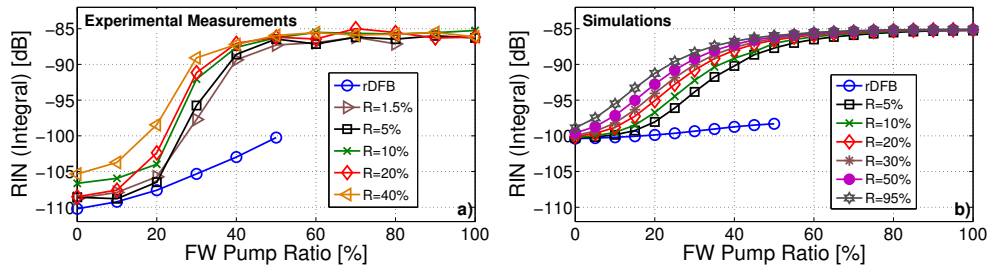 Experimental Measurements
RIN (Integral) [dB]
−85
−90
−95
−100
−105
−110
rDFB
R=1.5%
R=5%
R=10%
R=20%
R=40%
a)
0 20 40 60 80 100
FW Pump Ratio [%]
Simulations
RIN (Integral) [dB]
−85
−90
−95
−100
−105
−110
rDFB
R=5%
R=10%
R=20%
R=30%
R=50%
R=95%
b)
0 20 40 60 80 100
FW Pump Ratio [%]